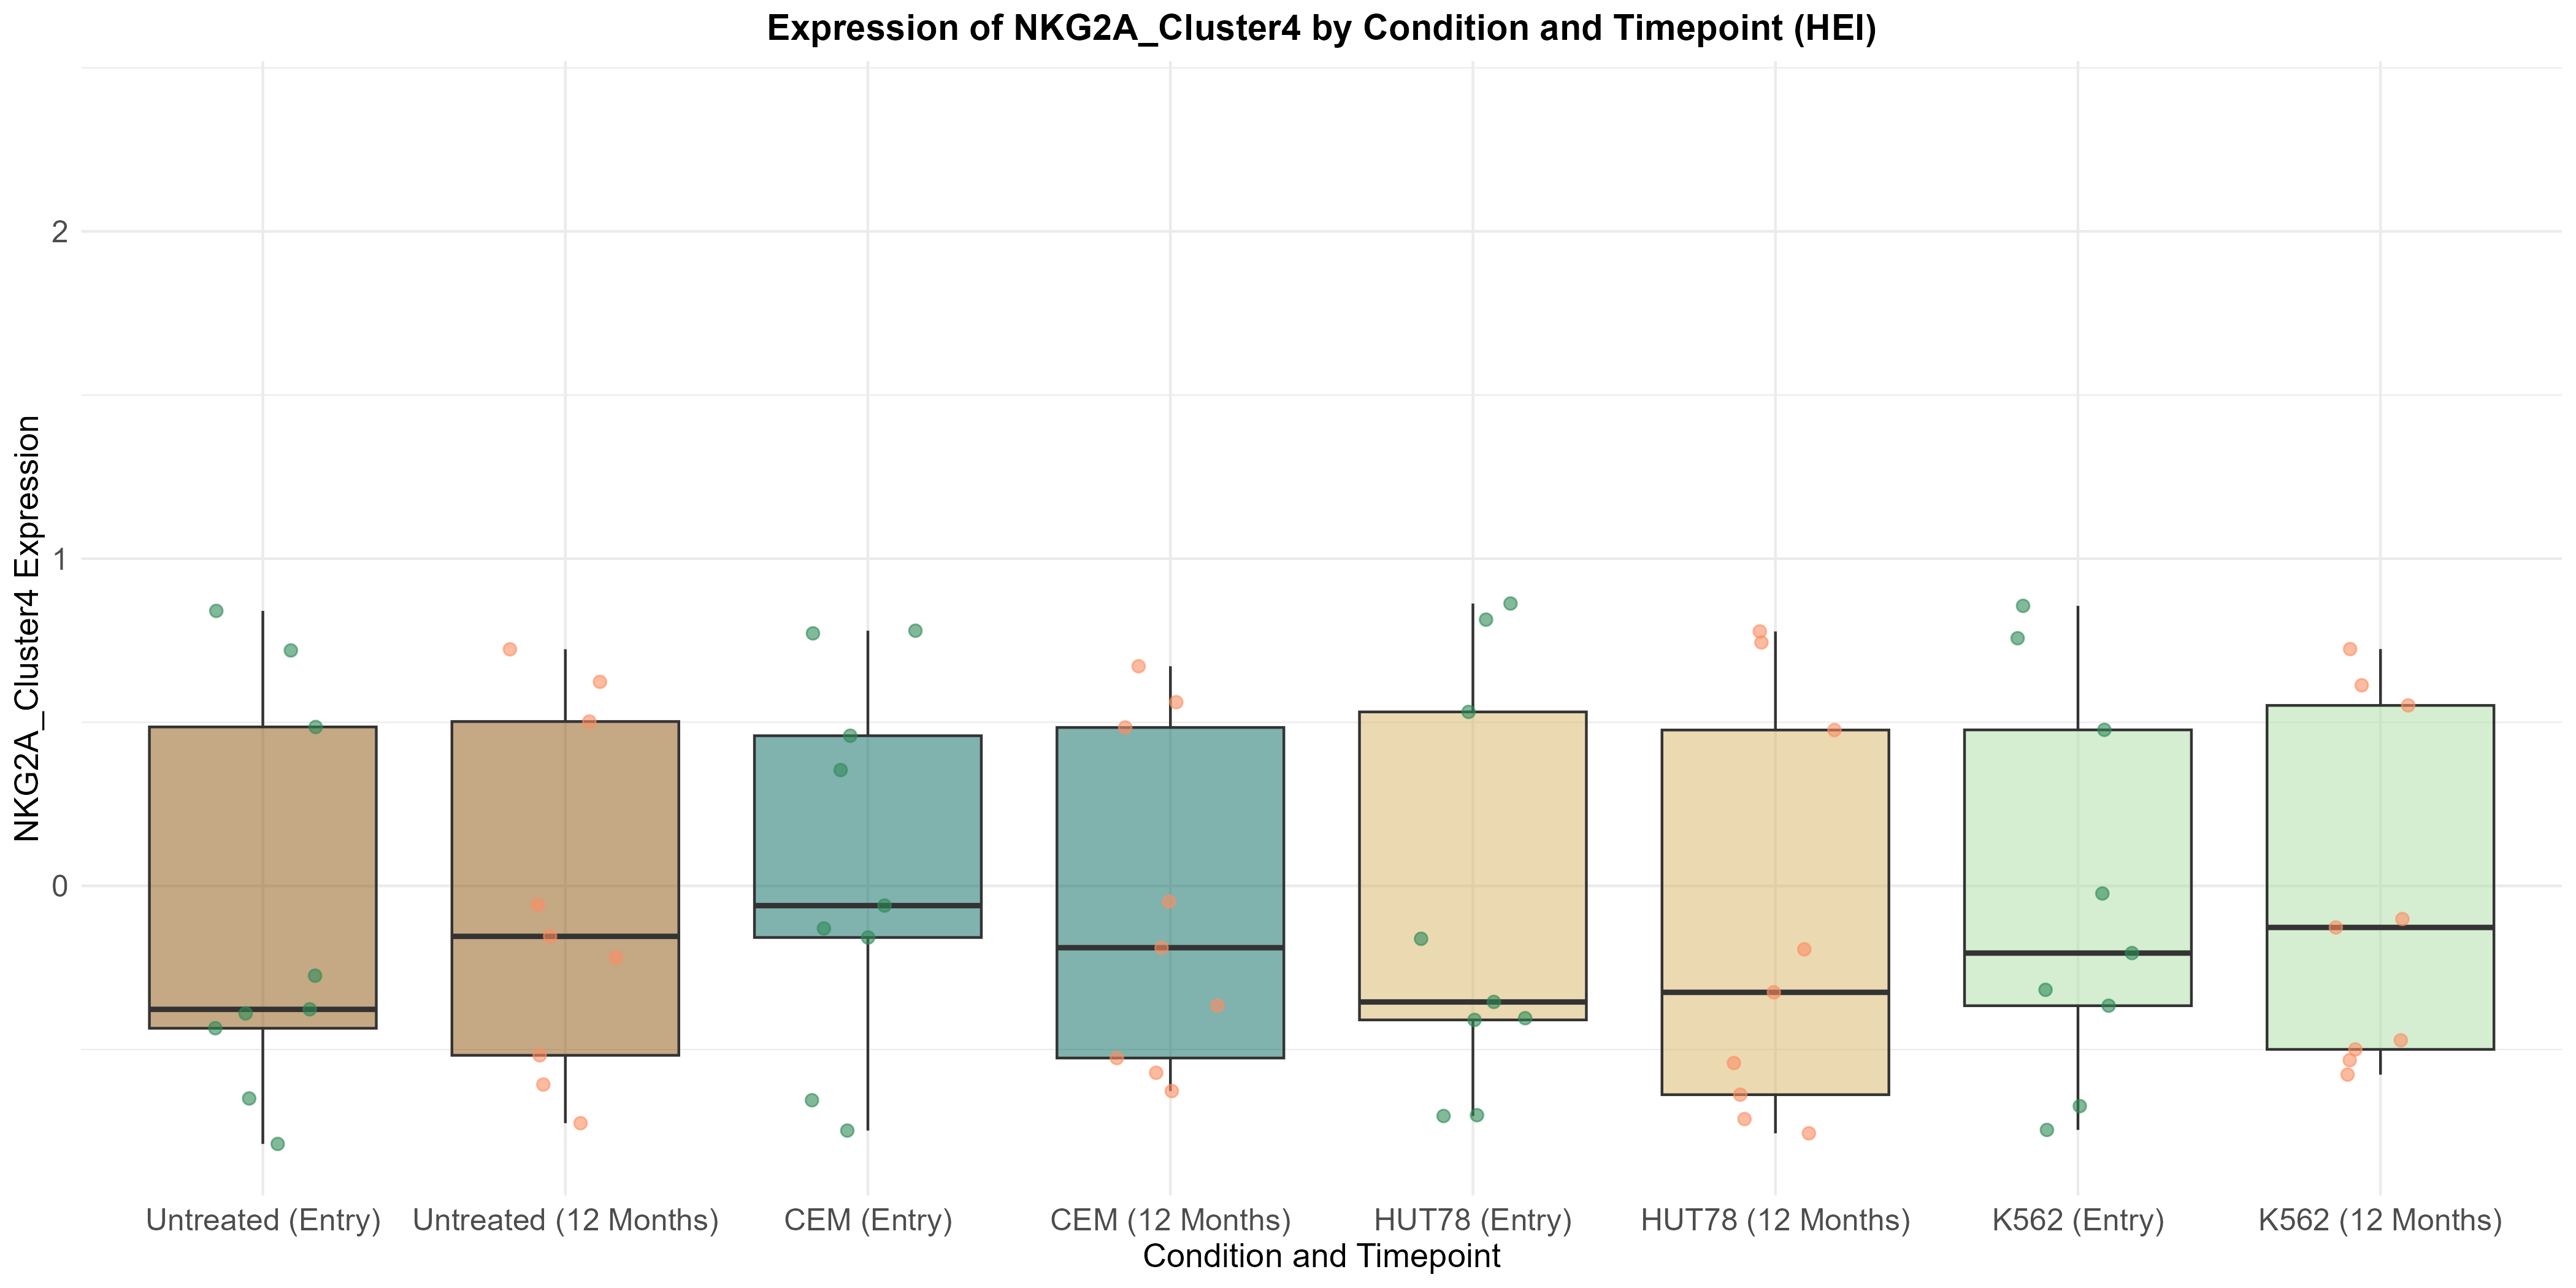 Expression of NKG2A_Cluster4 by Condition and Timepoint (HEI)
NKG2A_Cluster4 Expression
2
1
0
Untreated (Entry)
Untreated (12 Months)
CEM (Entry)
CEM (12 Months)
HUT78 (Entry)
HUT78 (12 Months)
K562 (Entry)
K562 (12 Months)
Condition and Timepoint